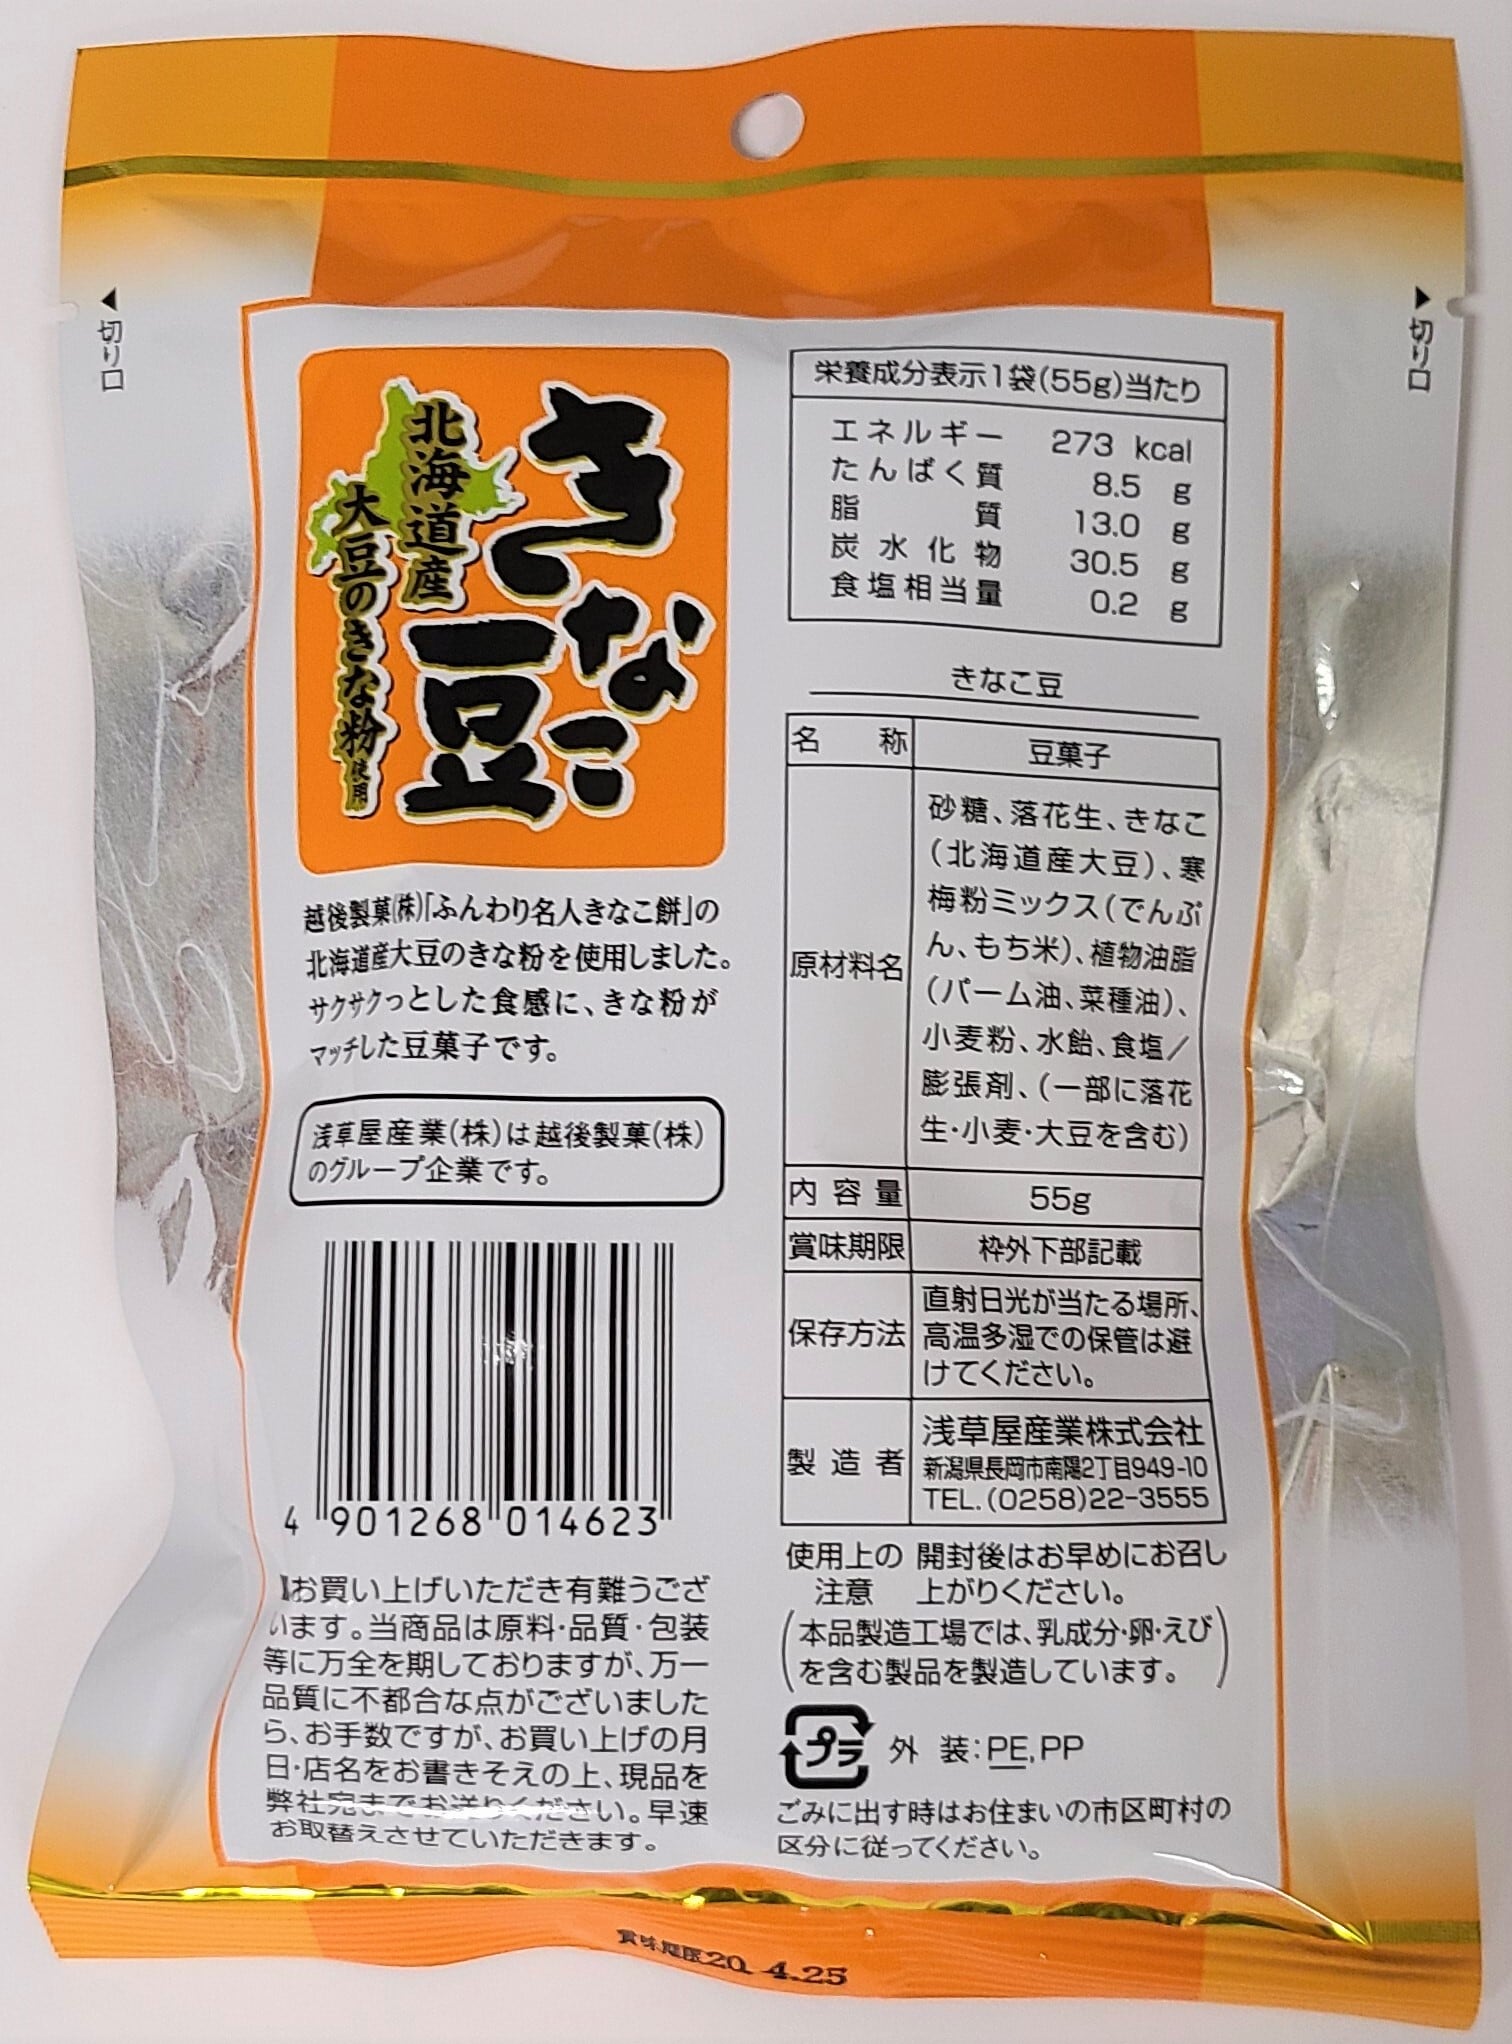 切り口
切り口
きなこ豆
北海道産
大豆のきな粉使用
越後製菓(株)「ふんわり名人きなこ餅」の
北海道産大豆のきな粉を使用しました。
サクサクっとした食感に、きな粉が
マッチした豆菓子です。
浅草屋産業(株)は越後製菓(株)
のグループ企業です。
4 901268 014623
お買い上げいただき有難うござ
います。当商品は原料・品質・包装
等に万全を期しておりますが、万一
品質に不都合な点がございました
ら、お手数ですが、お買い上げの月
日・店名をお書きそえの上、現品を
弊社宛までお送りください。早速
お取替えさせていただきます。
栄養成分表示1袋(55g)当たり
エネルギー 273 kcal
たんぱく質 8.5 g
脂質 13.0 g
炭水化物 30.5 g
食塩相当量 0.2 g
きなこ豆
名称 豆菓子
原材料名
砂糖、落花生、きなこ
(北海道産大豆)、寒
梅粉ミックス(でんぷ
ん、もち米)、植物油脂
(パーム油、菜種油)、
小麦粉、水飴、食塩/
膨張剤、(一部に落花
生・小麦・大豆を含む)
内容量 55g
賞味期限 枠外下部記載
保存方法
直射日光が当たる場所、
高温多湿での保管は避
けてください。
製造者
浅草屋産業株式会社
新潟県長岡市南陽2丁目949-10
TEL.(0258)22-3555
使用上の注意
開封後はお早めにお召し
上がりください。
(本品製造工場では、乳成分・卵・えび
を含む製品を製造しています。)
プラ 外装:PE,PP
ごみに出す時はお住まいの市区町村の
区分に従ってください。
賞味期限20. 4.25